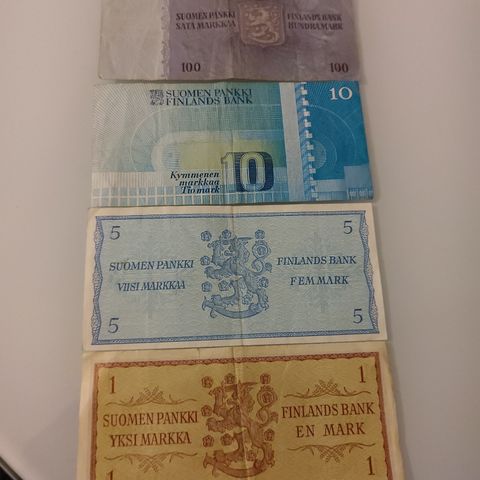 SUOMEN PANKKI FINLANDS BANK
SATA MARKKAA HUNDRA MARK
100 100
SUOMEN PANKKI
FINLANDS BANK
10
10
Kymmenen
markkaa
Tio mark
5 5
SUOMEN PANKKI FINLANDS BANK
VIISI MARKKAA FEM MARK
5 5
1 1
SUOMEN PANKKI FINLANDS BANK
YKSI MARKKA EN MARK
1 1